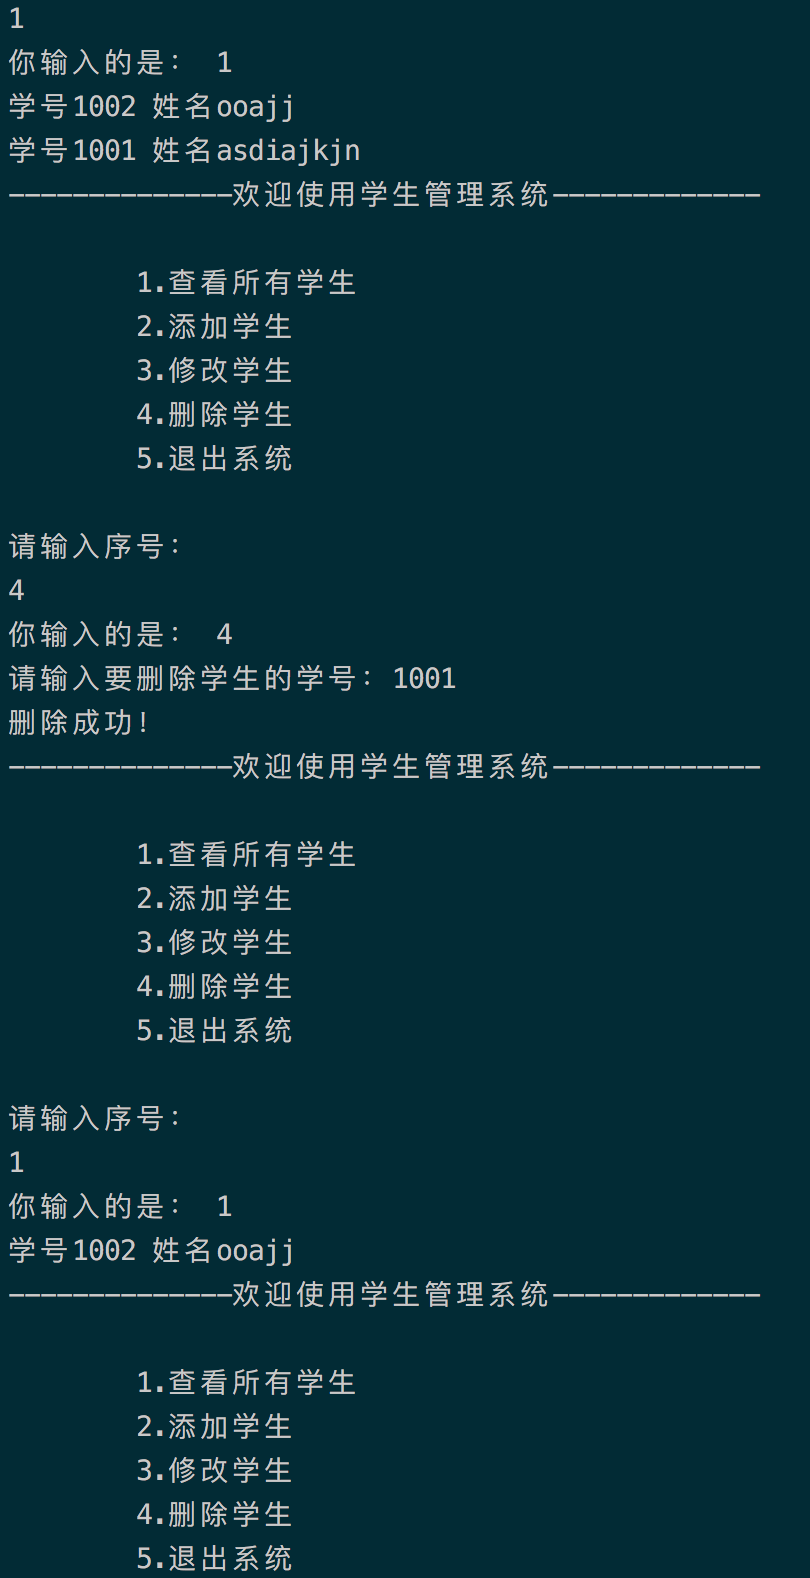 1
你输入的是： 1
学号1002 姓名ooajj
学号1001 姓名asdiajkjn
--------------欢迎使用学生管理系统-------------
1.查看所有学生
2.添加学生
3.修改学生
4.删除学生
5.退出系统
请输入序号：
4
你输入的是： 4
请输入要删除学生的学号：1001
删除成功！
--------------欢迎使用学生管理系统-------------
1.查看所有学生
2.添加学生
3.修改学生
4.删除学生
5.退出系统
请输入序号：
1
你输入的是： 1
学号1002 姓名ooajj
--------------欢迎使用学生管理系统-------------
1.查看所有学生
2.添加学生
3.修改学生
4.删除学生
5.退出系统